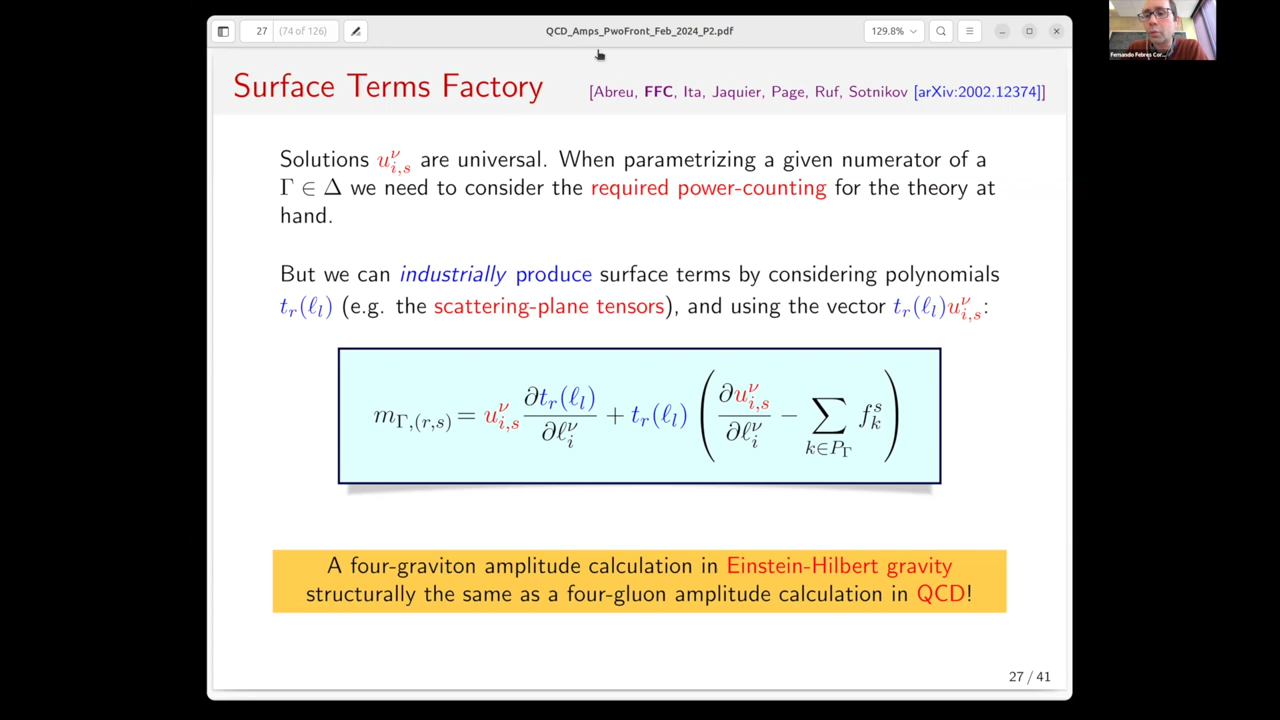 27 (74 of 126) QCD_Amps_PwoFront_Feb_2024_P2.pdf 129.8%
Fernando Febres Cor...
Surface Terms Factory [Abreu, FFC, Ita, Jaquier, Page, Ruf, Sotnikov [arXiv:2002.12374]]
Solutions u^ν_{i,s} are universal. When parametrizing a given numerator of a
Γ ∈ Δ we need to consider the required power-counting for the theory at
hand.
But we can industrially produce surface terms by considering polynomials
t_r(ℓ_l) (e.g. the scattering-plane tensors), and using the vector t_r(ℓ_l)u^ν_{i,s}:
m_{Γ,(r,s)} = u^ν_{i,s} ∂t_r(ℓ_l)/∂ℓ^ν_i + t_r(ℓ_l) ( ∂u^ν_{i,s}/∂ℓ^ν_i − ∑_{k∈P_Γ} f^s_k )
A four-graviton amplitude calculation in Einstein-Hilbert gravity
structurally the same as a four-gluon amplitude calculation in QCD!
27 / 41